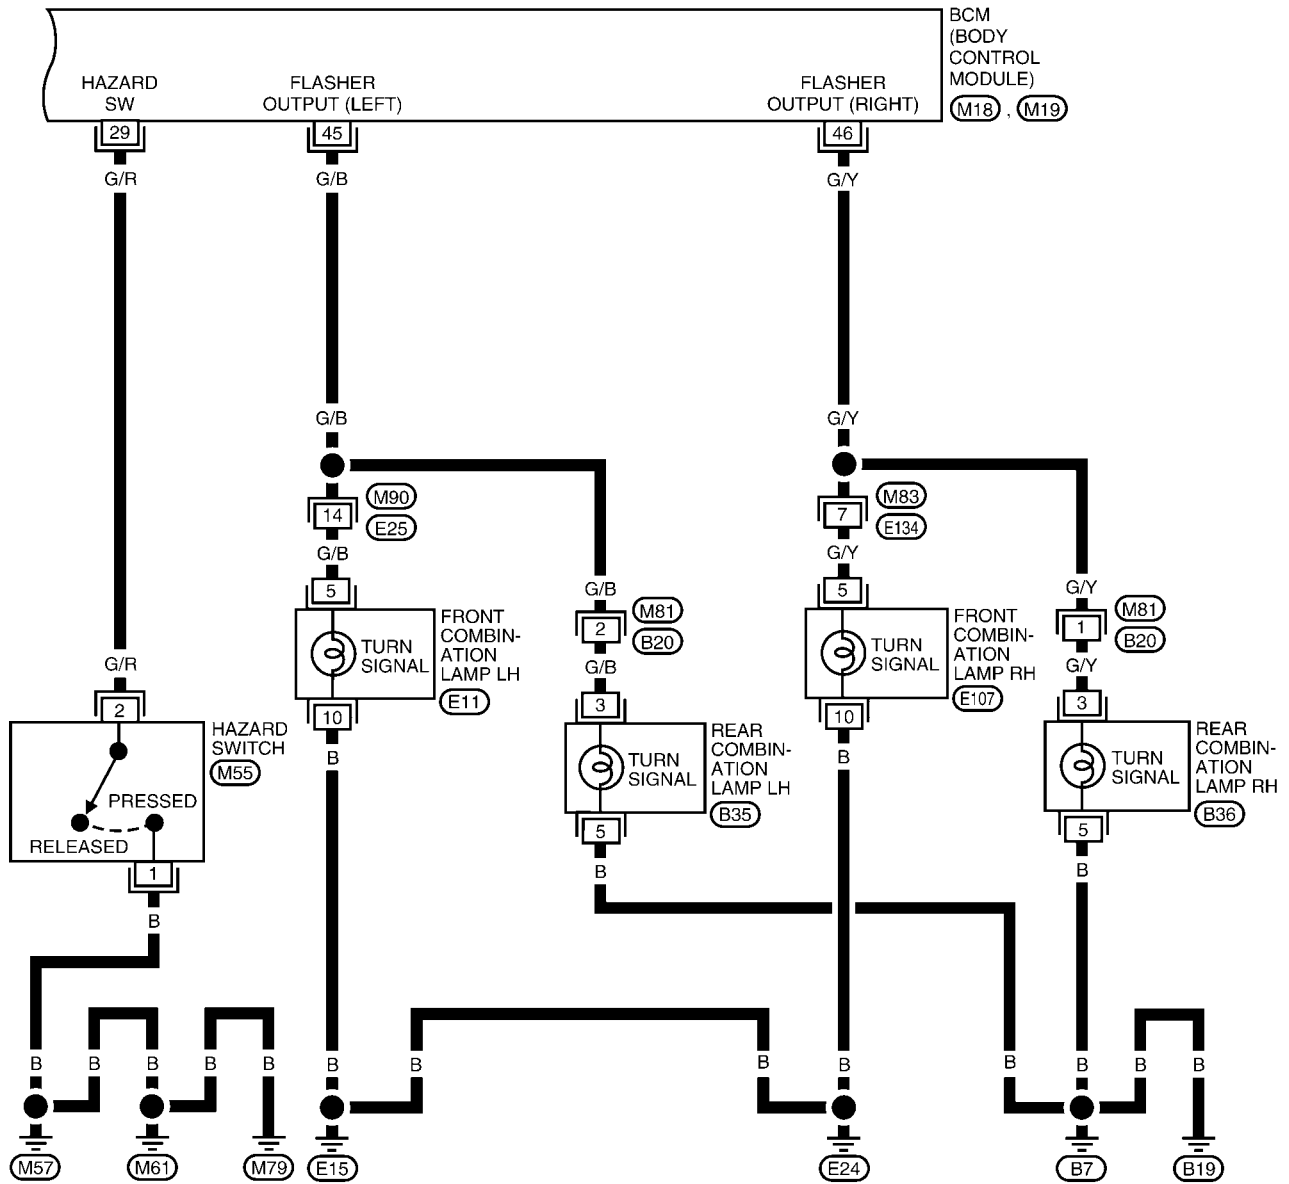 BCM
(BODY
CONTROL
MODULE)
M18 , M19
HAZARD
SW
FLASHER
OUTPUT (LEFT)
FLASHER
OUTPUT (RIGHT)
29
45
46
G/R
G/B
G/Y
G/B
G/Y
M90
E25
14
M83
E134
7
G/B
G/Y
5
FRONT
COMBIN-
ATION
LAMP LH
E11
TURN
SIGNAL
10
B
G/B
2
M81
B20
G/B
3
5
FRONT
COMBIN-
ATION
LAMP RH
E107
TURN
SIGNAL
10
B
G/Y
1
M81
B20
G/Y
3
G/R
2
HAZARD
SWITCH
M55
PRESSED
RELEASED
1
B
REAR
COMBIN-
ATION
LAMP LH
B35
TURN
SIGNAL
5
B
REAR
COMBIN-
ATION
LAMP RH
B36
TURN
SIGNAL
5
B
B
B
B
B
B
B
B
B
B
B
B
B
B
M57
M61
M79
E15
E24
B7
B19